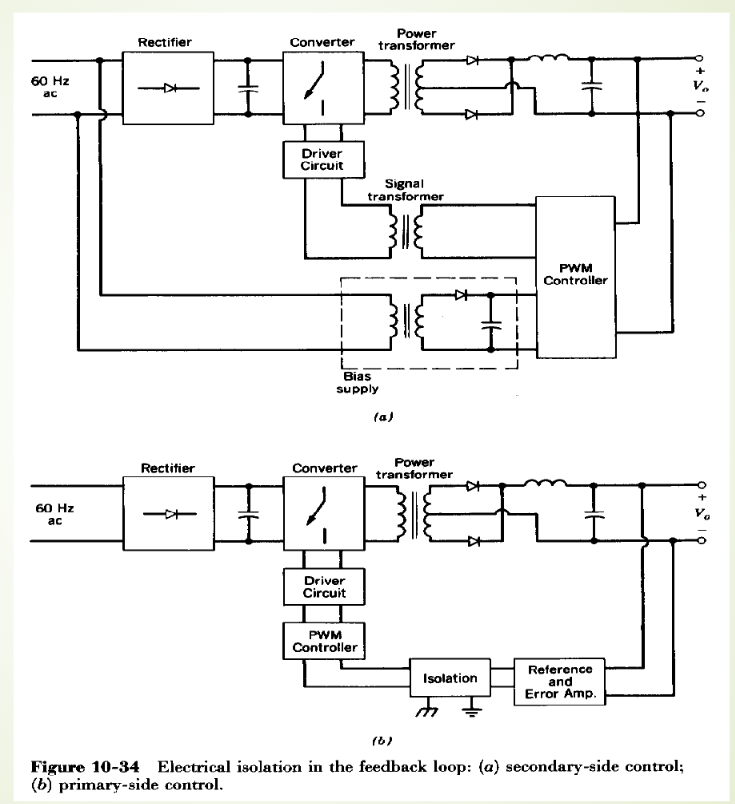 Rectifier
Converter
Power
transformer
60 Hz
ac
+
Vo
−
Driver
Circuit
Signal
transformer
PWM
Controller
Bias
supply
(a)
Rectifier
Converter
Power
transformer
60 Hz
ac
+
Vo
−
Driver
Circuit
PWM
Controller
Isolation
Reference
and
Error Amp.
(b)
Figure 10-34 Electrical isolation in the feedback loop: (a) secondary-side control;
(b) primary-side control.